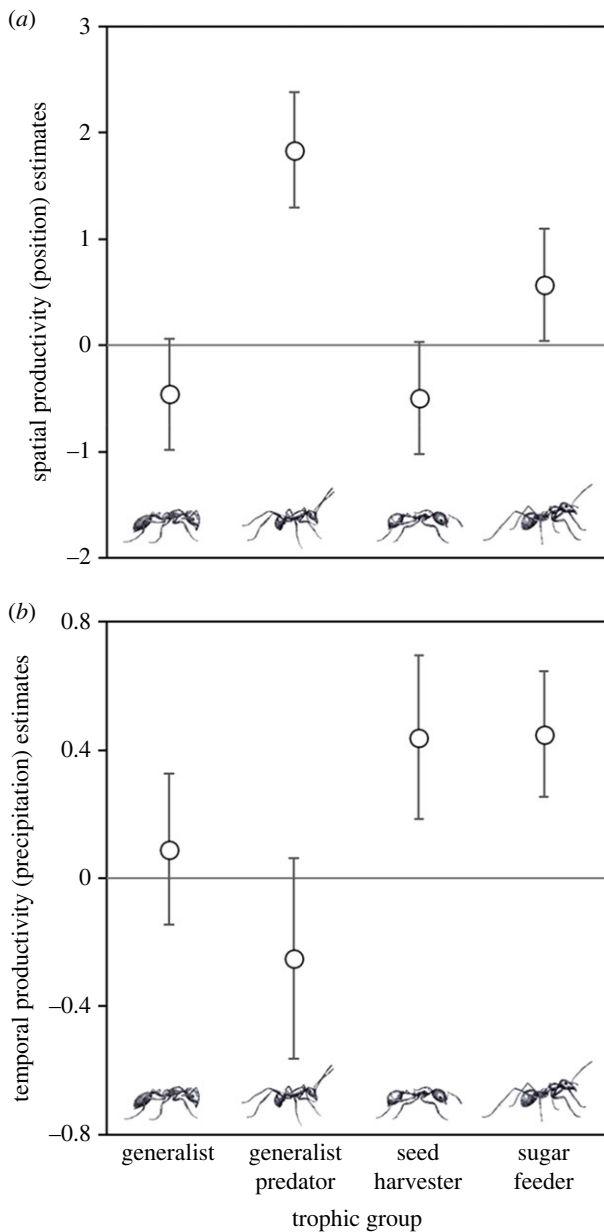 (a)
spatial productivity (position) estimates
3
2
1
0
–1
–2
(b)
temporal productivity (precipitation) estimates
0.8
0.4
0
–0.4
–0.8
generalist
generalist
predator
seed
harvester
sugar
feeder
trophic group